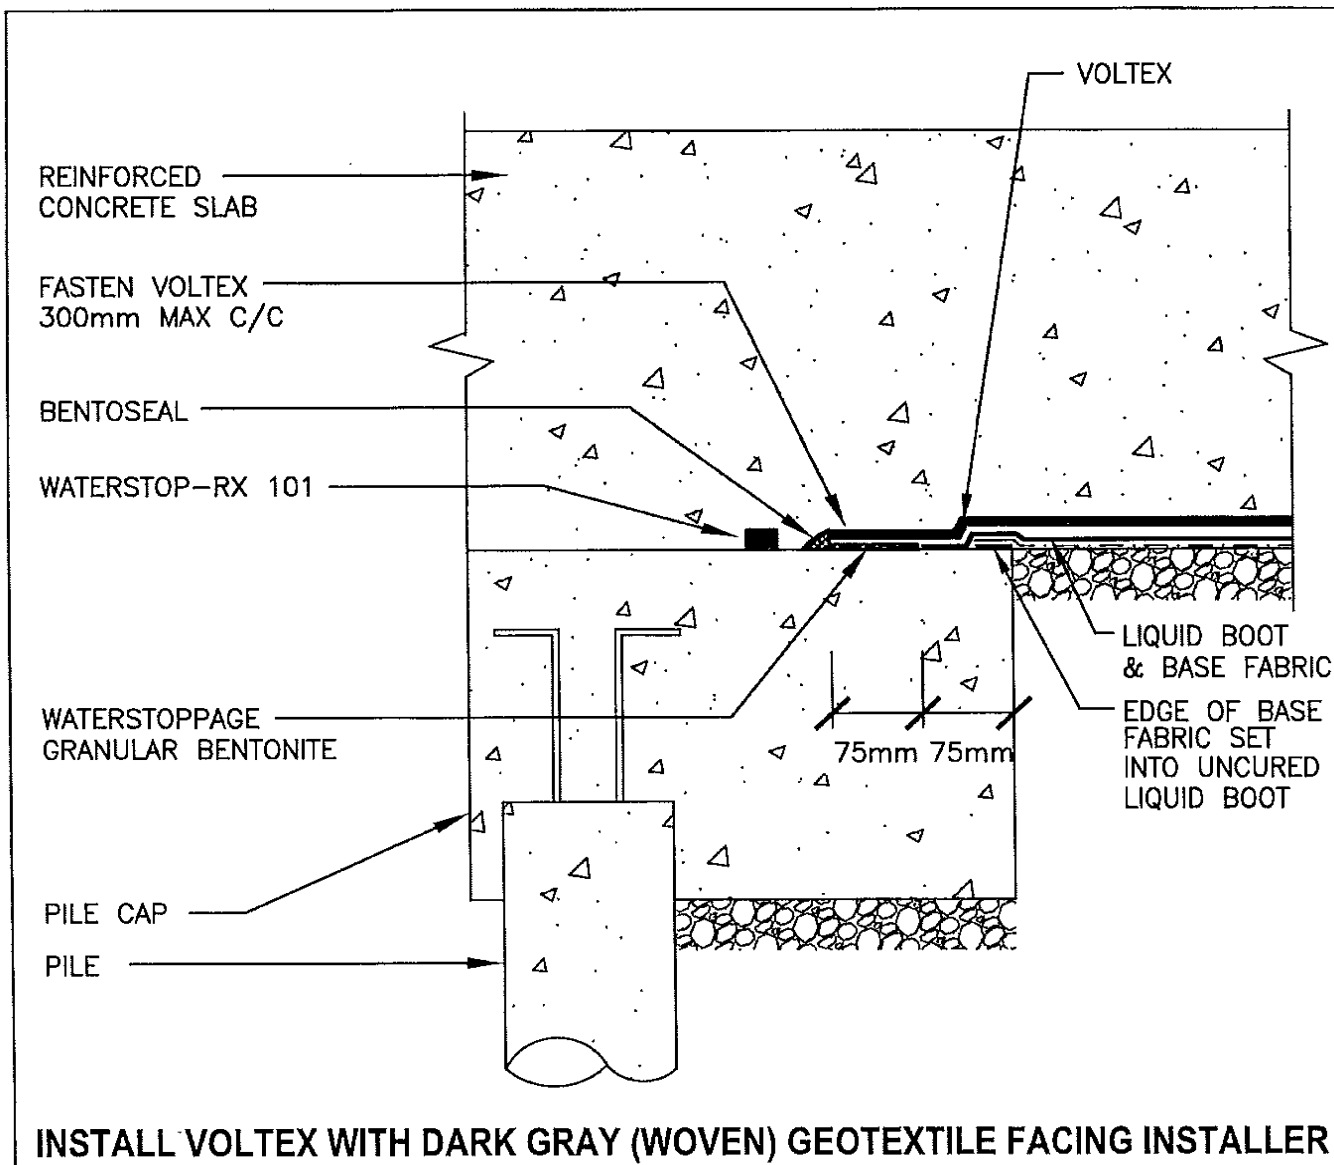 VOLTEX
REINFORCED
CONCRETE SLAB
FASTEN VOLTEX
300mm MAX C/C
BENTOSEAL
WATERSTOP-RX 101
LIQUID BOOT
& BASE FABRIC
WATERSTOPPAGE
GRANULAR BENTONITE
EDGE OF BASE
FABRIC SET
INTO UNCURED
LIQUID BOOT
75mm 75mm
PILE CAP
PILE
INSTALL VOLTEX WITH DARK GRAY (WOVEN) GEOTEXTILE FACING INSTALLER